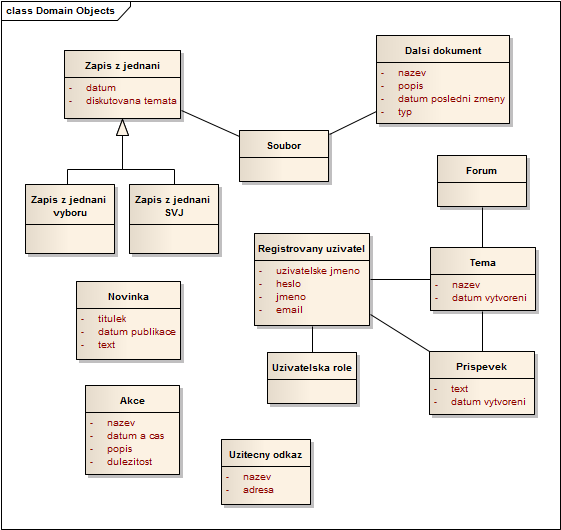 class Domain Objects
Zapis z jednani
- datum
- diskutovana temata
Dalsi dokument
- nazev
- popis
- datum posledni zmeny
- typ
Soubor
Forum
Zapis z jednani
vyboru
Zapis z jednani
SVJ
Registrovany uzivatel
- uzivatelske jmeno
- heslo
- jmeno
- email
Tema
- nazev
- datum vytvoreni
Novinka
- titulek
- datum publikace
- text
Uzivatelska role
Prispevek
- text
- datum vytvoreni
Akce
- nazev
- datum a cas
- popis
- dulezitost
Uzitecny odkaz
- nazev
- adresa